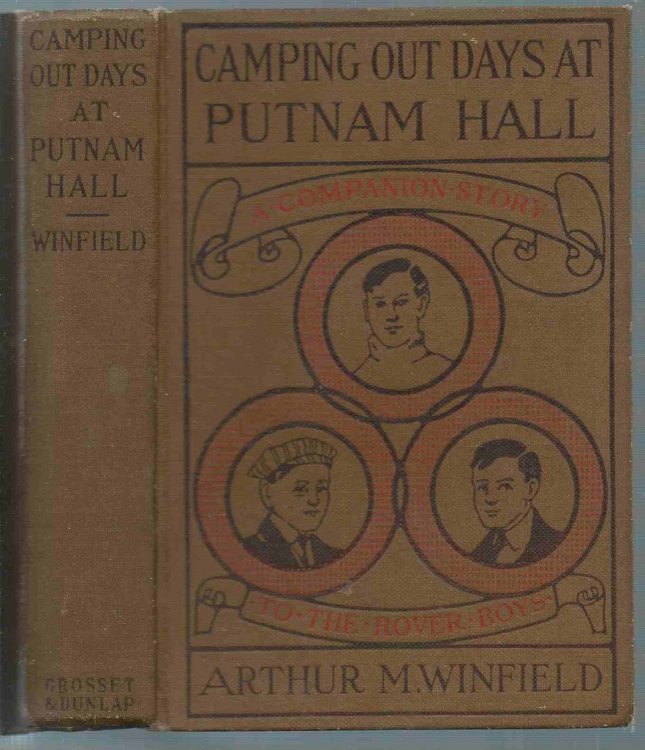 CAMPING
OUT DAYS
AT
PUTNAM
HALL
WINFIELD
GROSSET
& DUNLAP
CAMPING OUT DAYS AT
PUTNAM HALL
A·COMPANION·STORY
·TO·THE·ROVER·BOYS·
ARTHUR M. WINFIELD